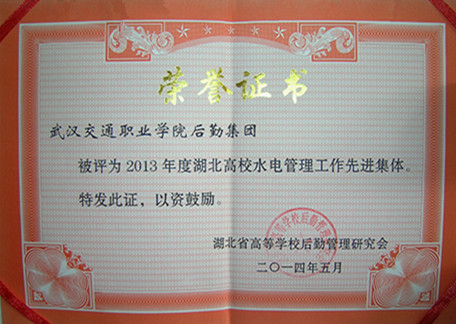 荣誉证书
武汉交通职业学院后勤集团
被评为2013年度湖北高校水电管理工作先进集体。
特发此证，以资鼓励。
湖北省高等学校后勤管理研究会
二〇一四年五月